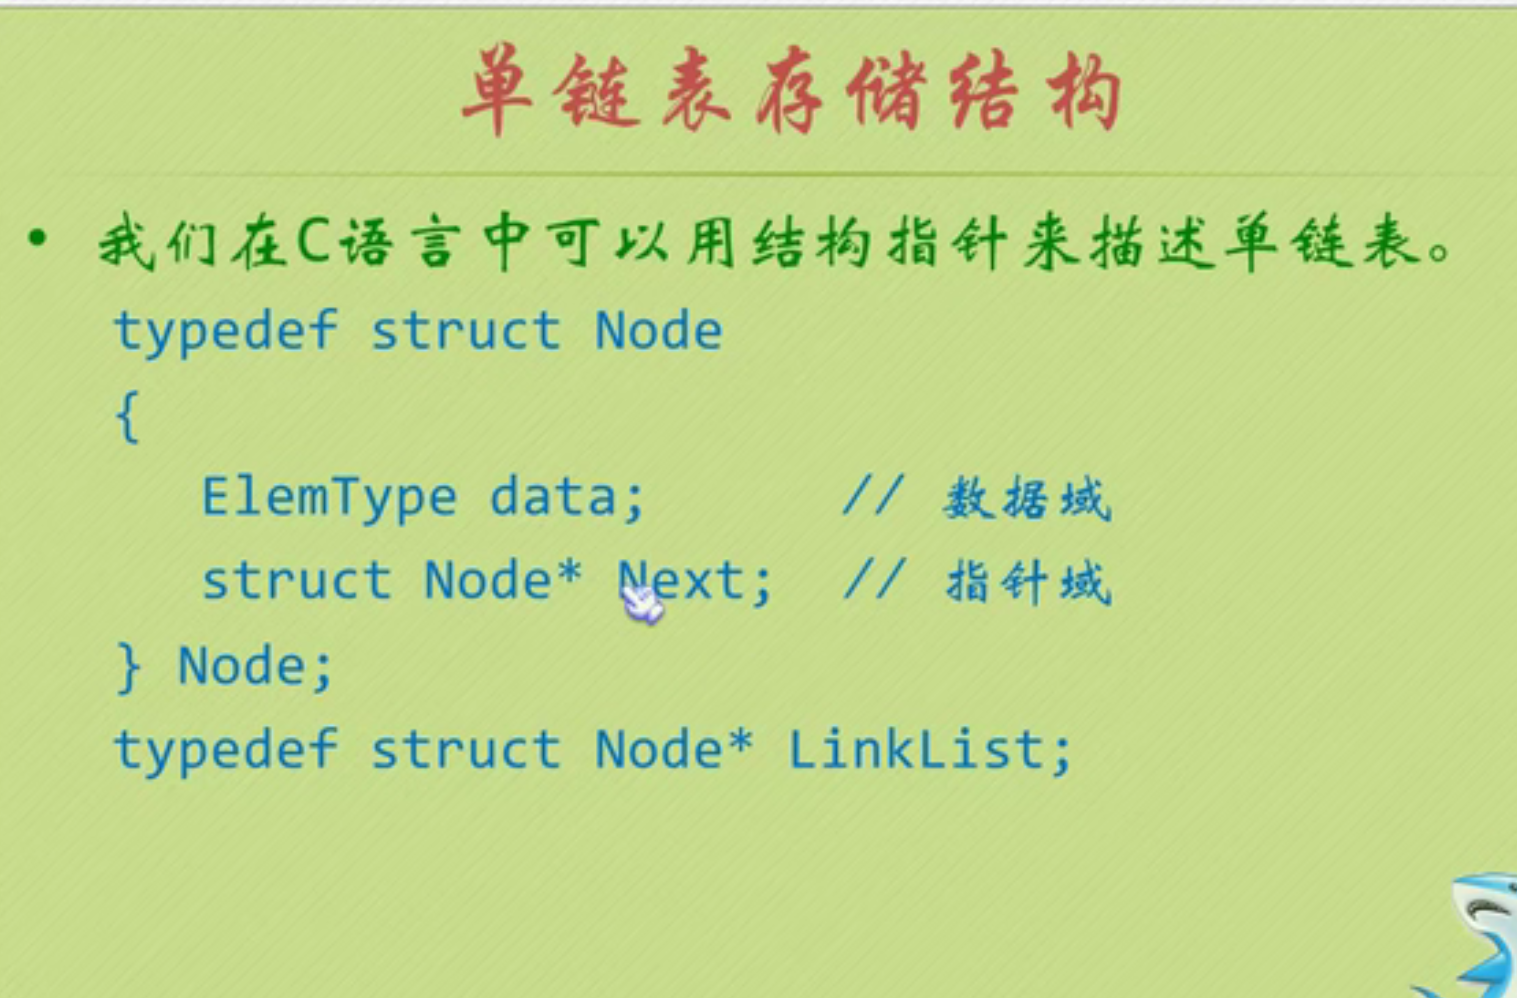 单链表存储结构
• 我们在C语言中可以用结构指针来描述单链表。
typedef struct Node
{
ElemType data; // 数据域
struct Node* Next; // 指针域
} Node;
typedef struct Node* LinkList;